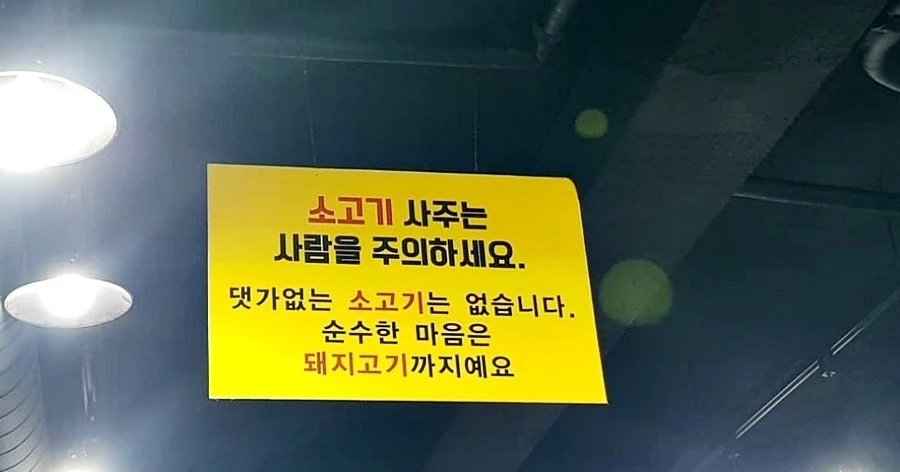 소고기 사주는
사람을 주의하세요.
댓가없는 소고기는 없습니다.
순수한 마음은
돼지고기까지예요